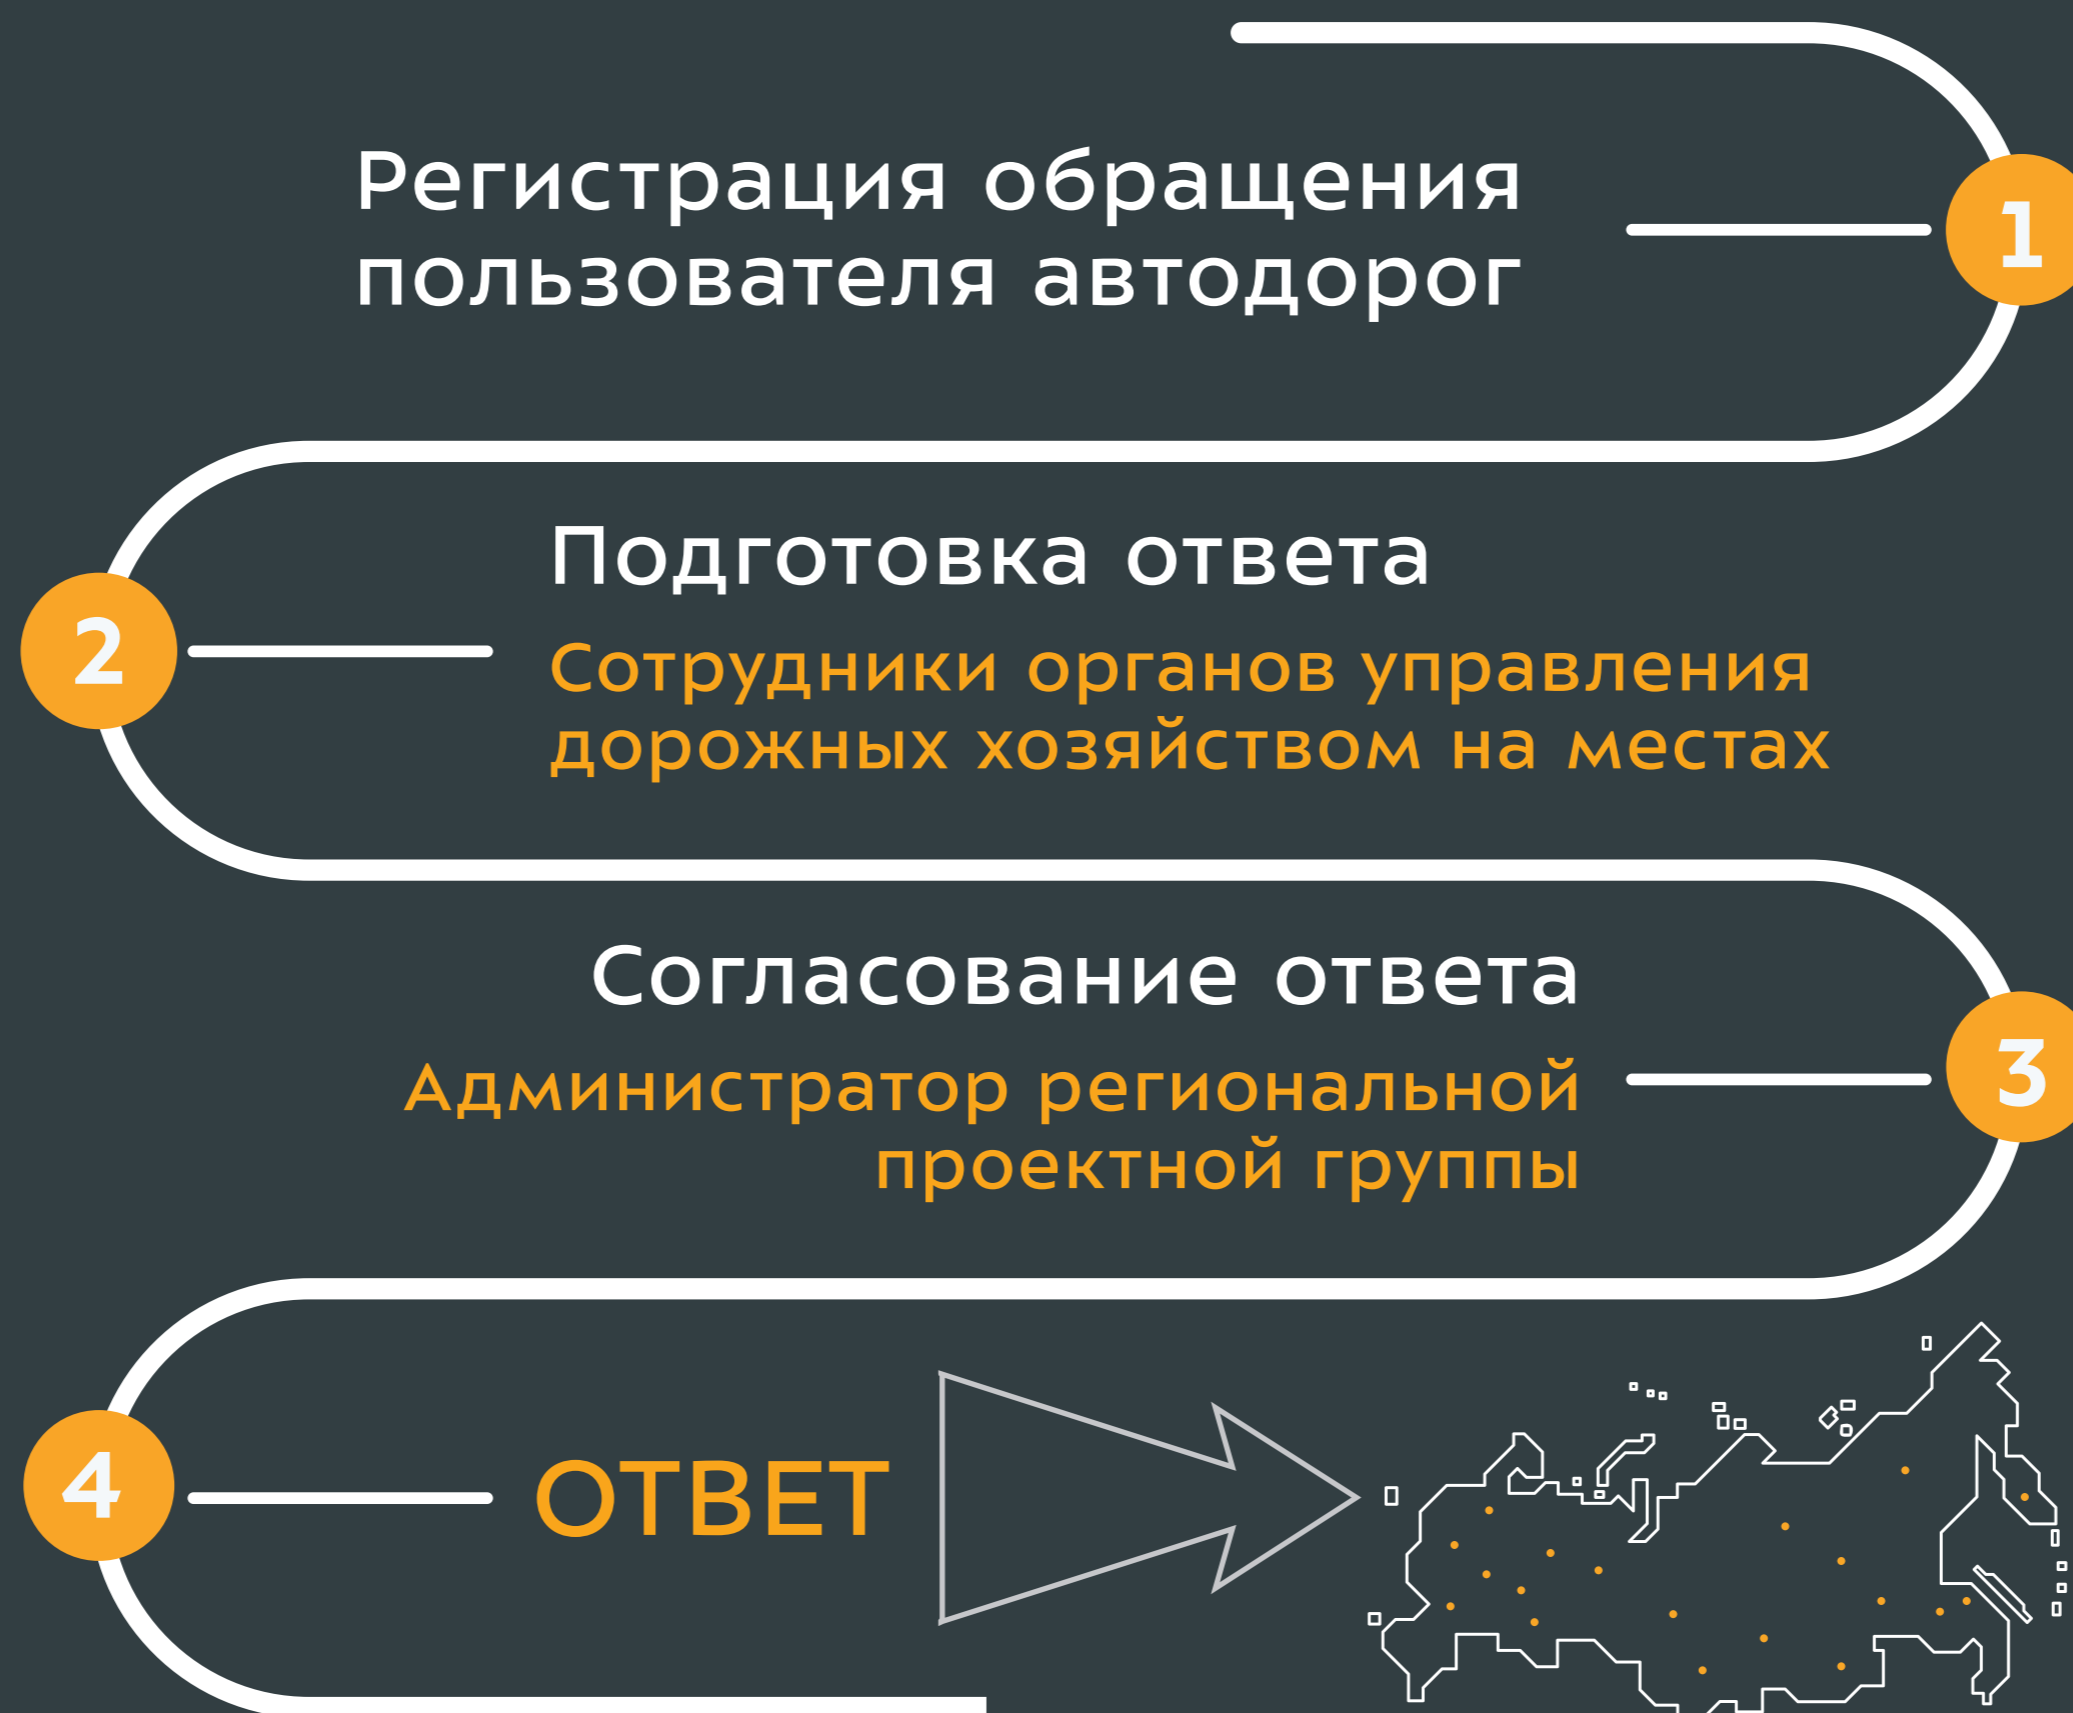 Регистрация обращения
пользователя автодорог
1
Подготовка ответа
2
Сотрудники органов управления
дорожных хозяйством на местах
Согласование ответа
Администратор региональной
3
проектной группы
4
ОТВЕТ